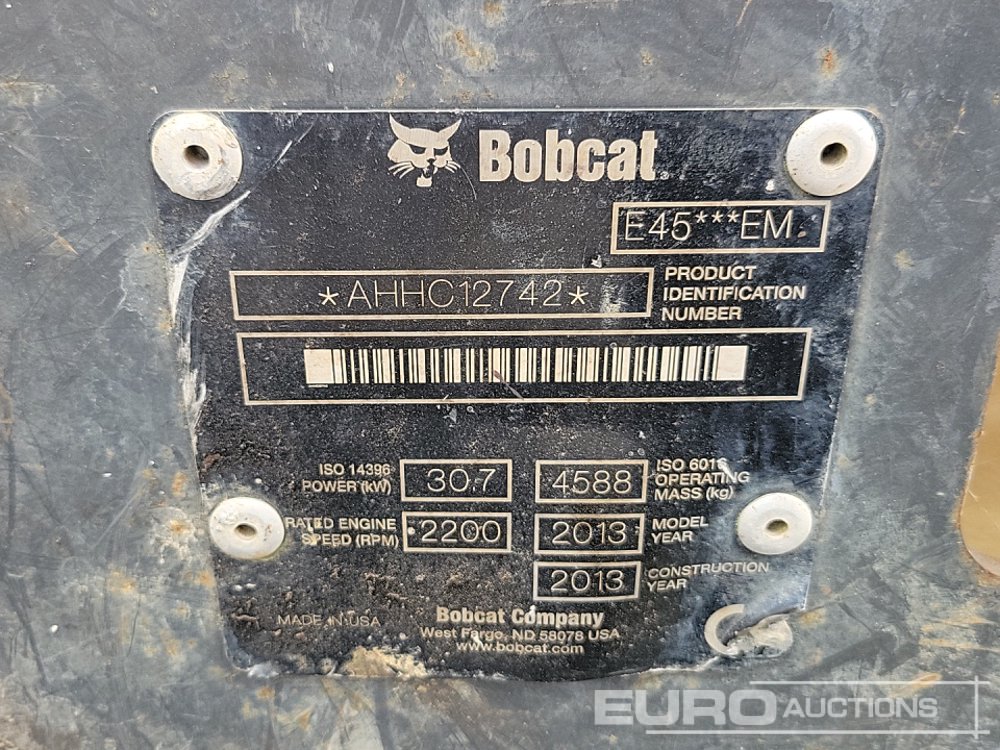 Bobcat
E45***EM
*AHHC12742*
PRODUCT
IDENTIFICATION
NUMBER
ISO 14396
POWER (kW)
30.7
4588
ISO 6016
OPERATING
MASS (kg)
RATED ENGINE
SPEED (RPM)
2200
2013
MODEL
YEAR
2013
CONSTRUCTION
YEAR
MADE IN USA
Bobcat Company
West Fargo, ND 58078 USA
www.bobcat.com
CE
EURO AUCTIONS